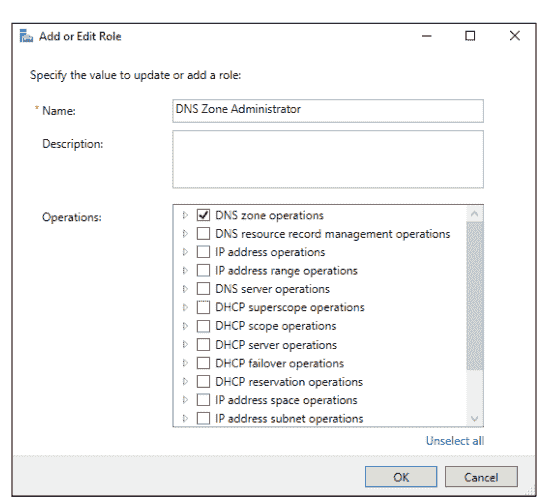 Add or Edit Role
Specify the value to update or add a role:
* Name: DNS Zone Administrator
Description:
Operations:
DNS zone operations
DNS resource record management operations
IP address operations
IP address range operations
DNS server operations
DHCP superscope operations
DHCP scope operations
DHCP server operations
DHCP failover operations
DHCP reservation operations
IP address space operations
IP address subnet operations
Unselect all
OK Cancel